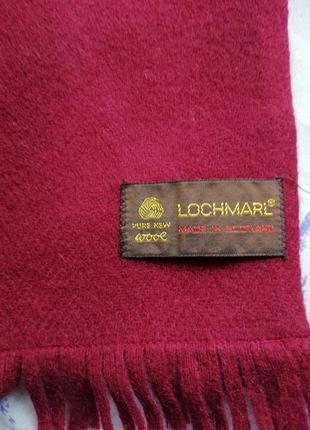 PURE NEW
wool
LOCHMARL®
MADE IN SCOTLAND